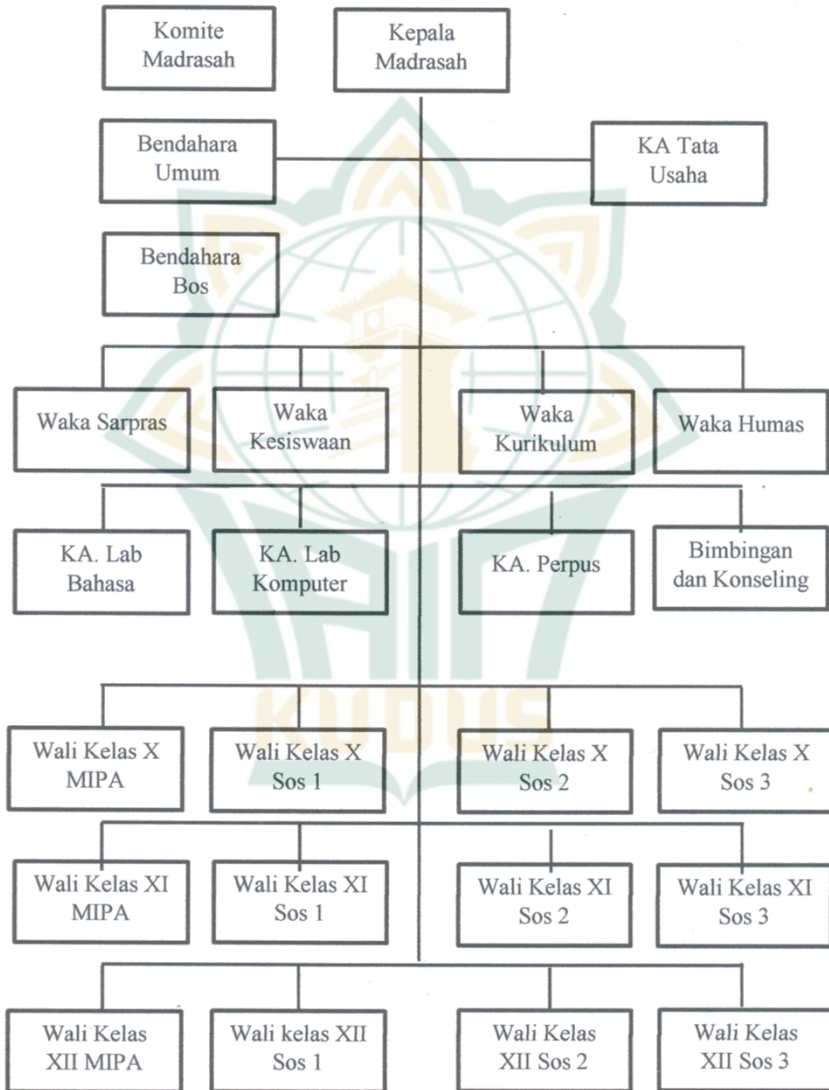 Komite
Madrasah
Kepala
Madrasah
Bendahara
Umum
KA Tata
Usaha
Bendahara
Bos
Waka Sarpras
Waka
Kesiswaan
Waka
Kurikulum
Waka Humas
KA. Lab
Bahasa
KA. Lab
Komputer
KA. Perpus
Bimbingan
dan Konseling
KUDUS
Wali Kelas X
MIPA
Wali Kelas X
Sos 1
Wali Kelas X
Sos 2
Wali Kelas X
Sos 3
Wali Kelas XI
MIPA
Wali Kelas XI
Sos 1
Wali Kelas XI
Sos 2
Wali Kelas XI
Sos 3
Wali Kelas
XII MIPA
Wali kelas XII
Sos 1
Wali Kelas
XII Sos 2
Wali Kelas
XII Sos 3